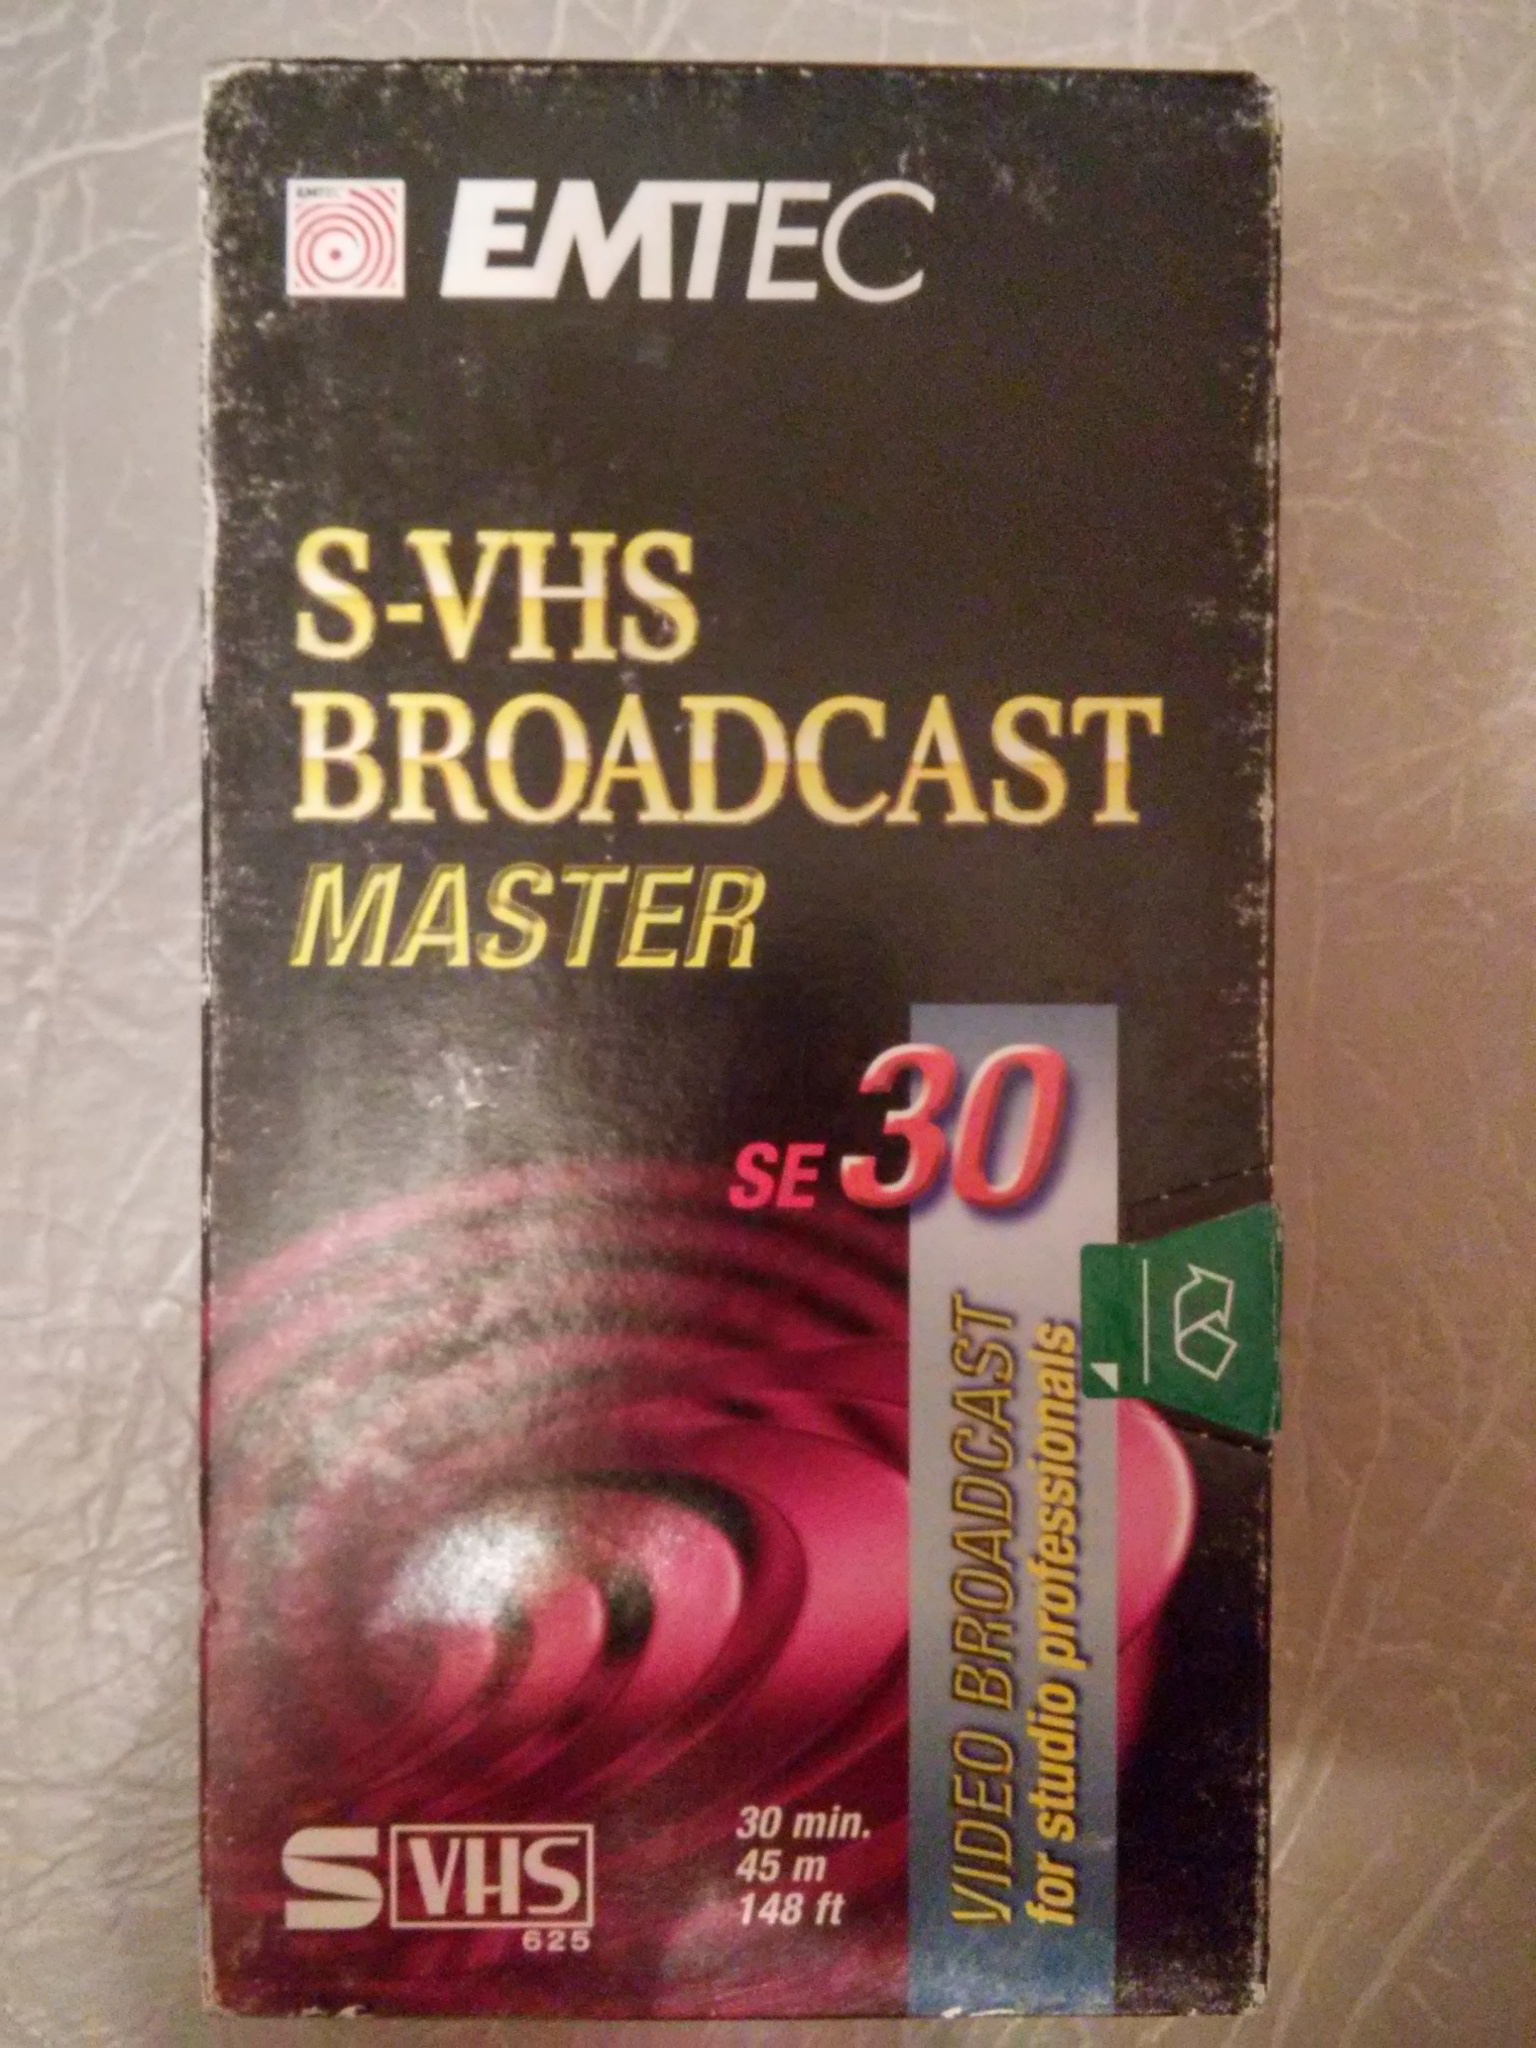 EMTEC
EMTEC
S-VHS
BROADCAST
MASTER
SE 30
VIDEO BROADCAST
for studio professionals
30 min.
45 m
148 ft
S VHS
625